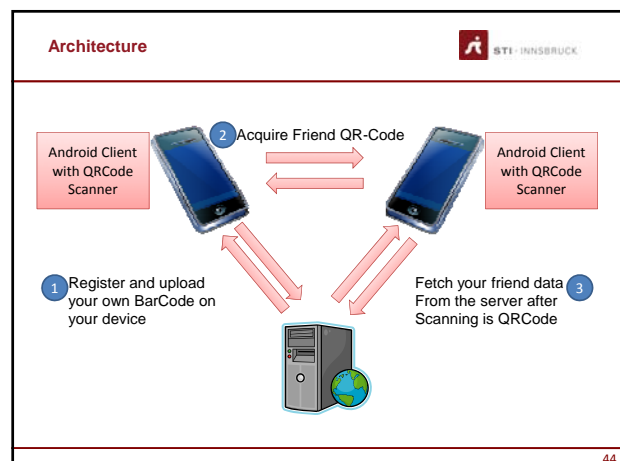 Architecture
STI · INNSBRUCK
2 Acquire Friend QR-Code
Android Client
with QRCode
Scanner
Android Client
with QRCode
Scanner
1 Register and upload
your own BarCode on
your device
Fetch your friend data 3
From the server after
Scanning is QRCode
44